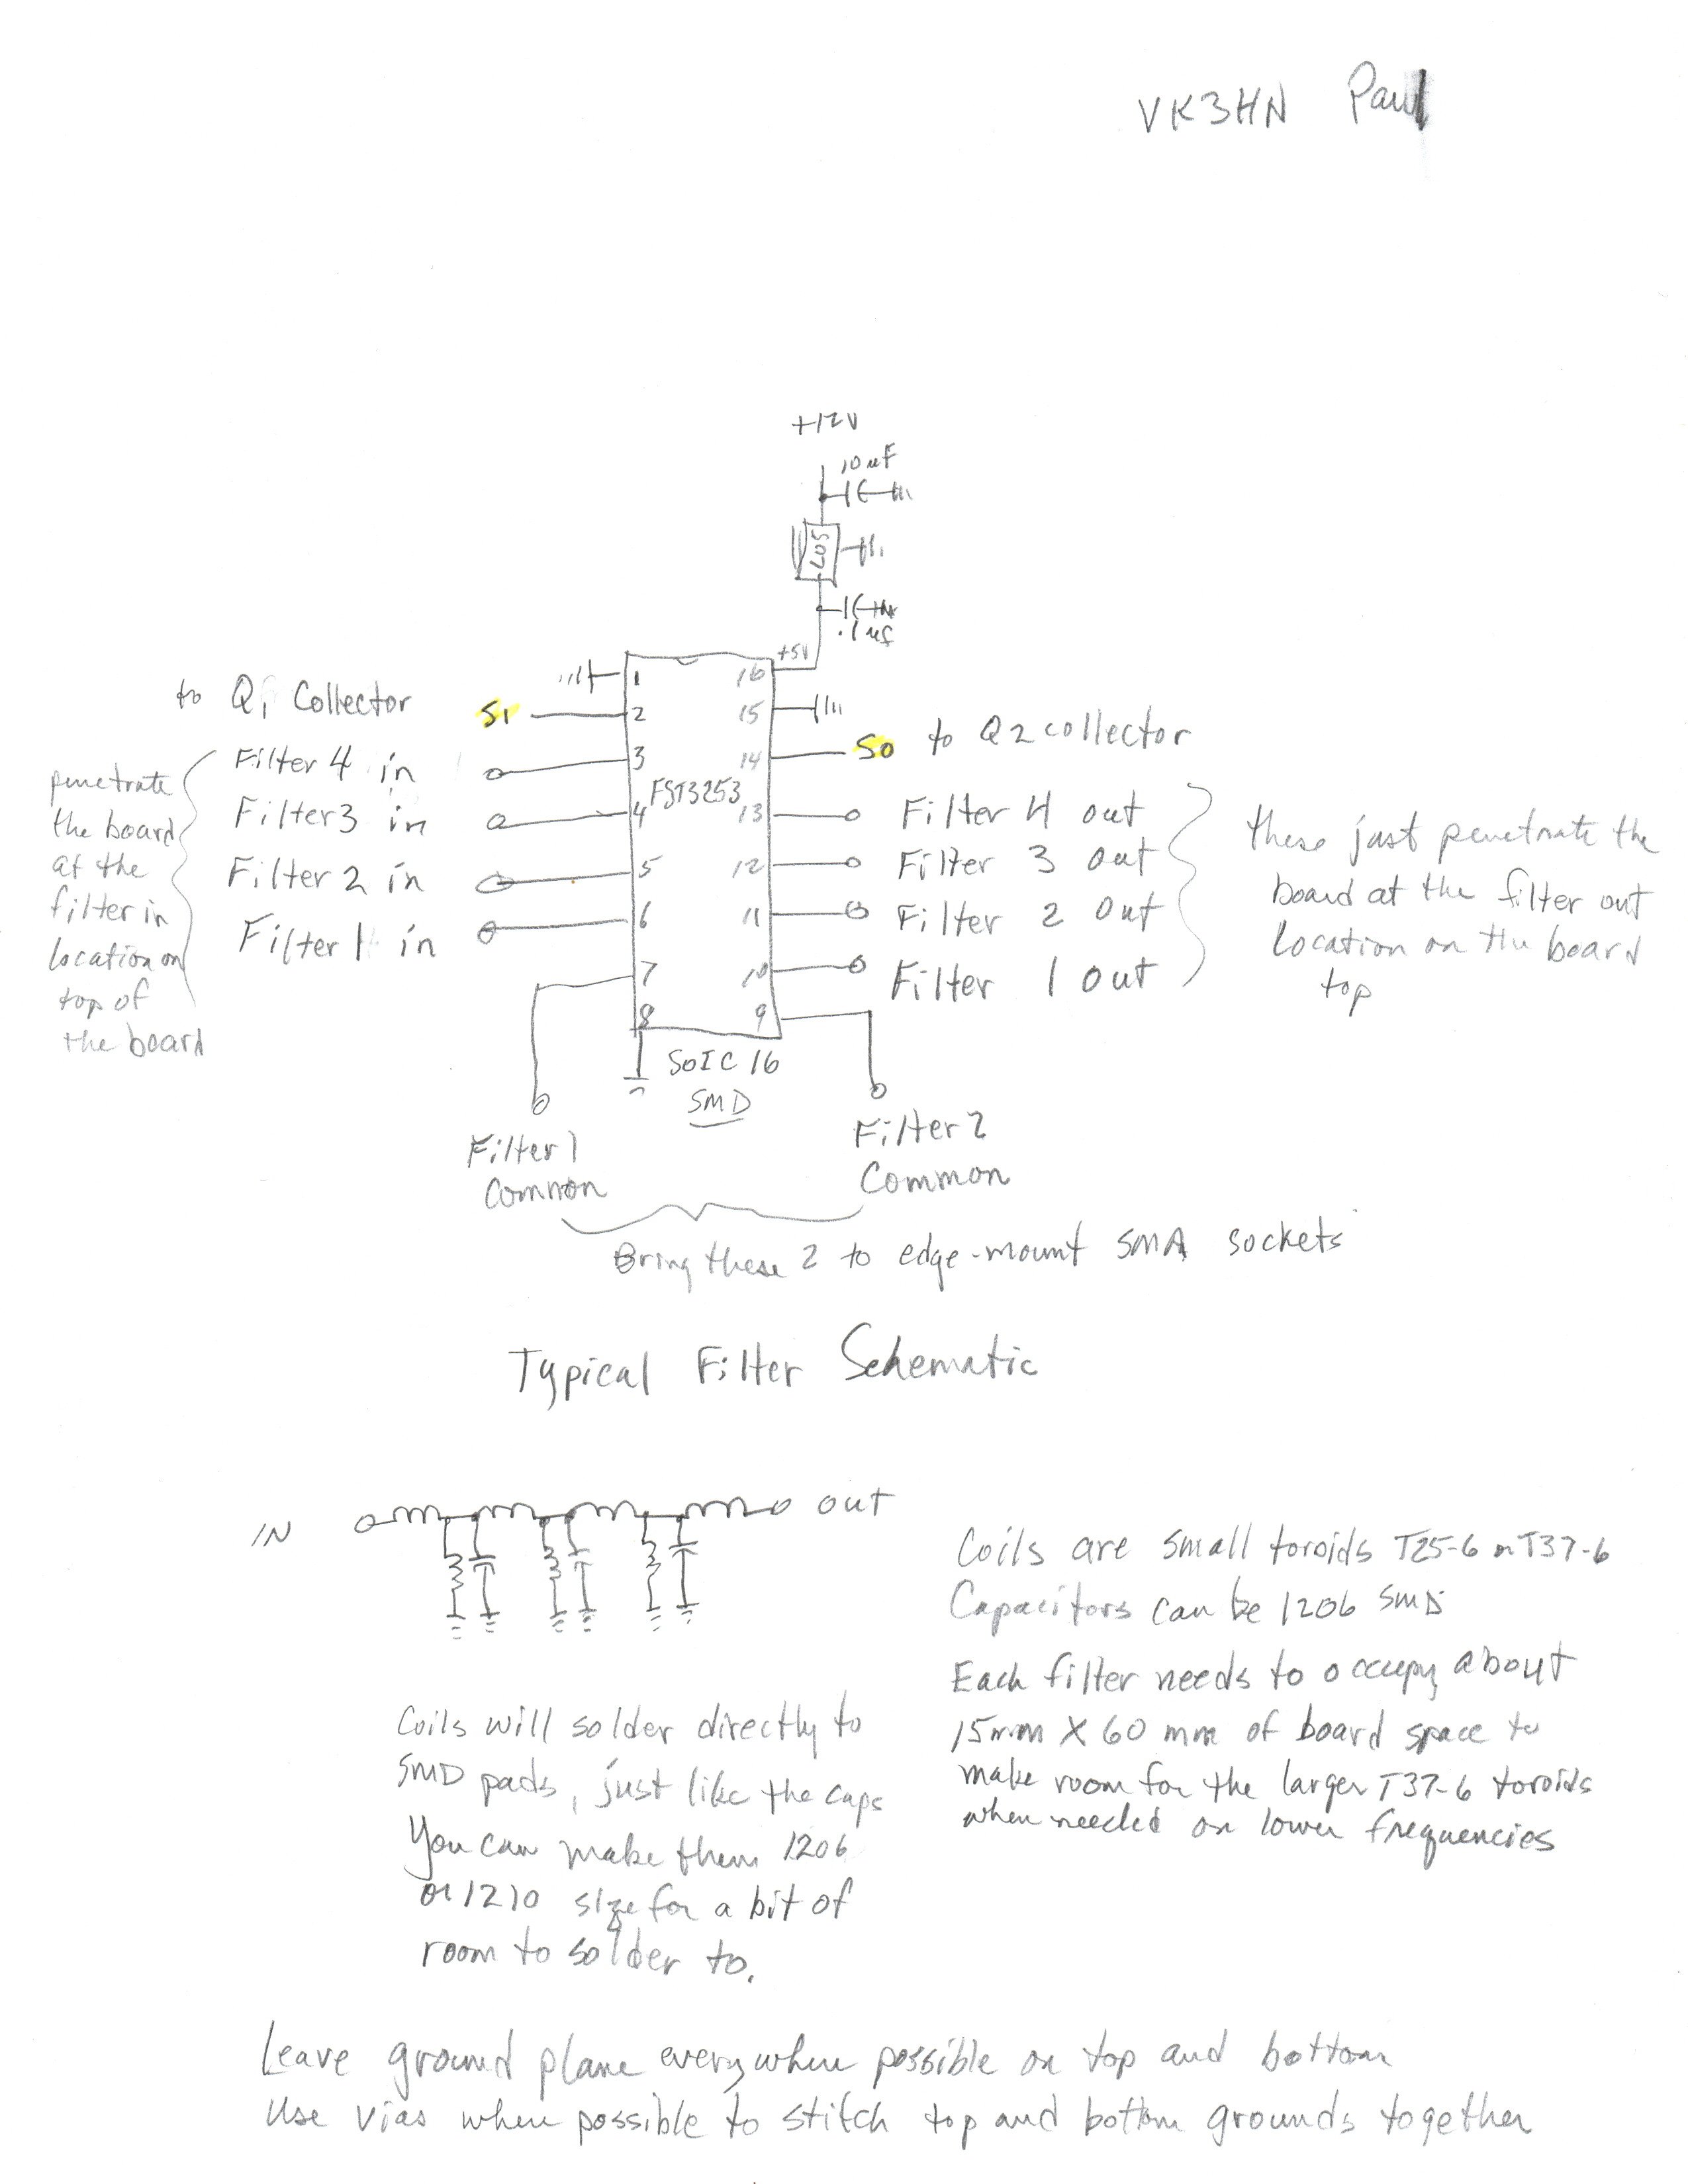 VK3HN Paul
+12V
10uF
L05
.1uf
+5V
1 16
to Q1 Collector S1 2 15
Filter 4 in 3 14 S0 to Q2 collector
FST3253
Filter 3 in 4 13 Filter 4 out
Filter 2 in 5 12 Filter 3 out
Filter 1 in 6 11 Filter 2 out
7 10 Filter 1 out
8 9
penetrate
the board
at the
filter in
location on
top of
the board
these just penetrate the
board at the filter out
location on the board
top
SOIC 16
SMD
Filter 1
Common
Filter 2
Common
Bring these 2 to edge-mount SMA sockets
Typical Filter Schematic
IN out
Coils are small toroids T25-6 or T37-6
Capacitors can be 1206 SMD
Each filter needs to occupy about
15mm X 60 mm of board space to
make room for the larger T37-6 toroids
when needed on lower frequencies
Coils will solder directly to
SMD pads, just like the caps
You can make them 1206
or 1210 size for a bit of
room to solder to.
Leave ground plane everywhere possible on top and bottom
Use vias when possible to stitch top and bottom grounds together